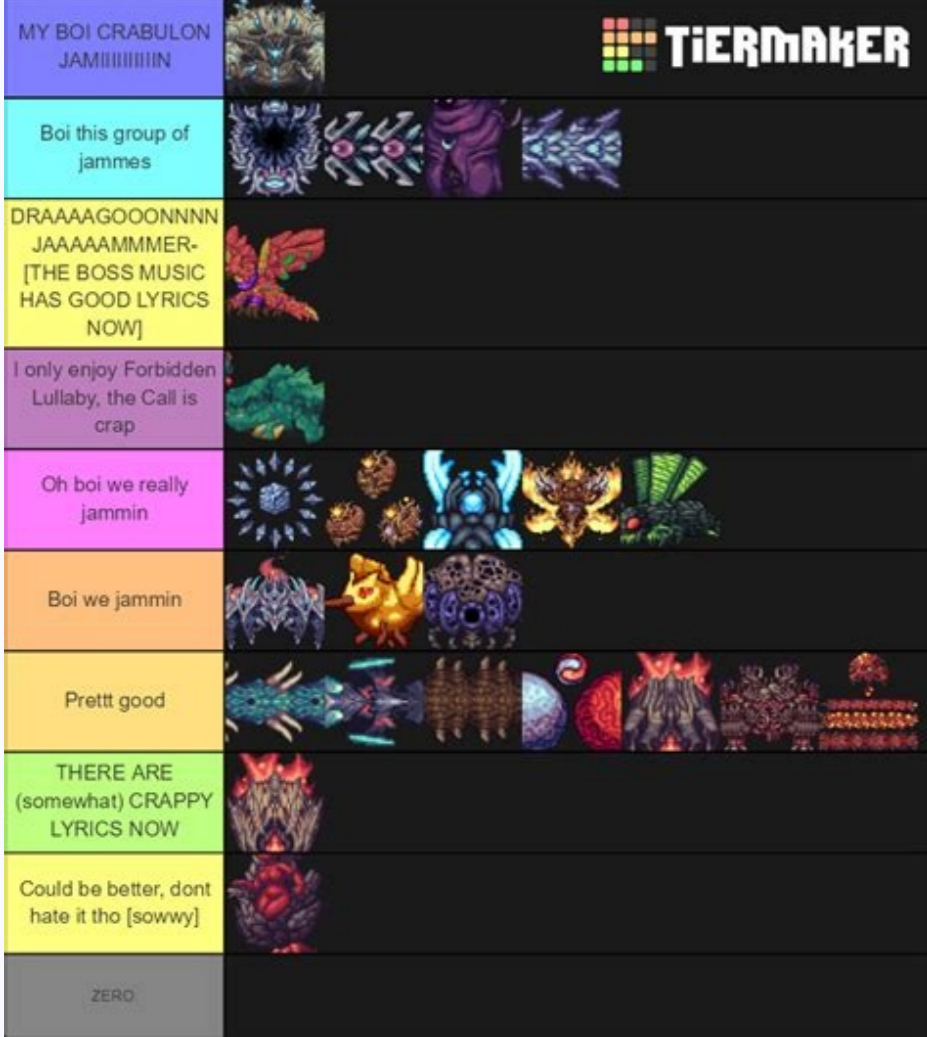 MY BOI CRABULON
JAMIIIIIIIIIIN
TiERMAKER
Boi this group of
jammes
DRAAAAGOOONNNN
JAAAAAMMMER-
[THE BOSS MUSIC
HAS GOOD LYRICS
NOW]
I only enjoy Forbidden
Lullaby, the Call is
crap
Oh boi we really
jammin
Boi we jammin
Prettt good
THERE ARE
(somewhat) CRAPPY
LYRICS NOW
Could be better, dont
hate it tho [sowwy]
ZERO